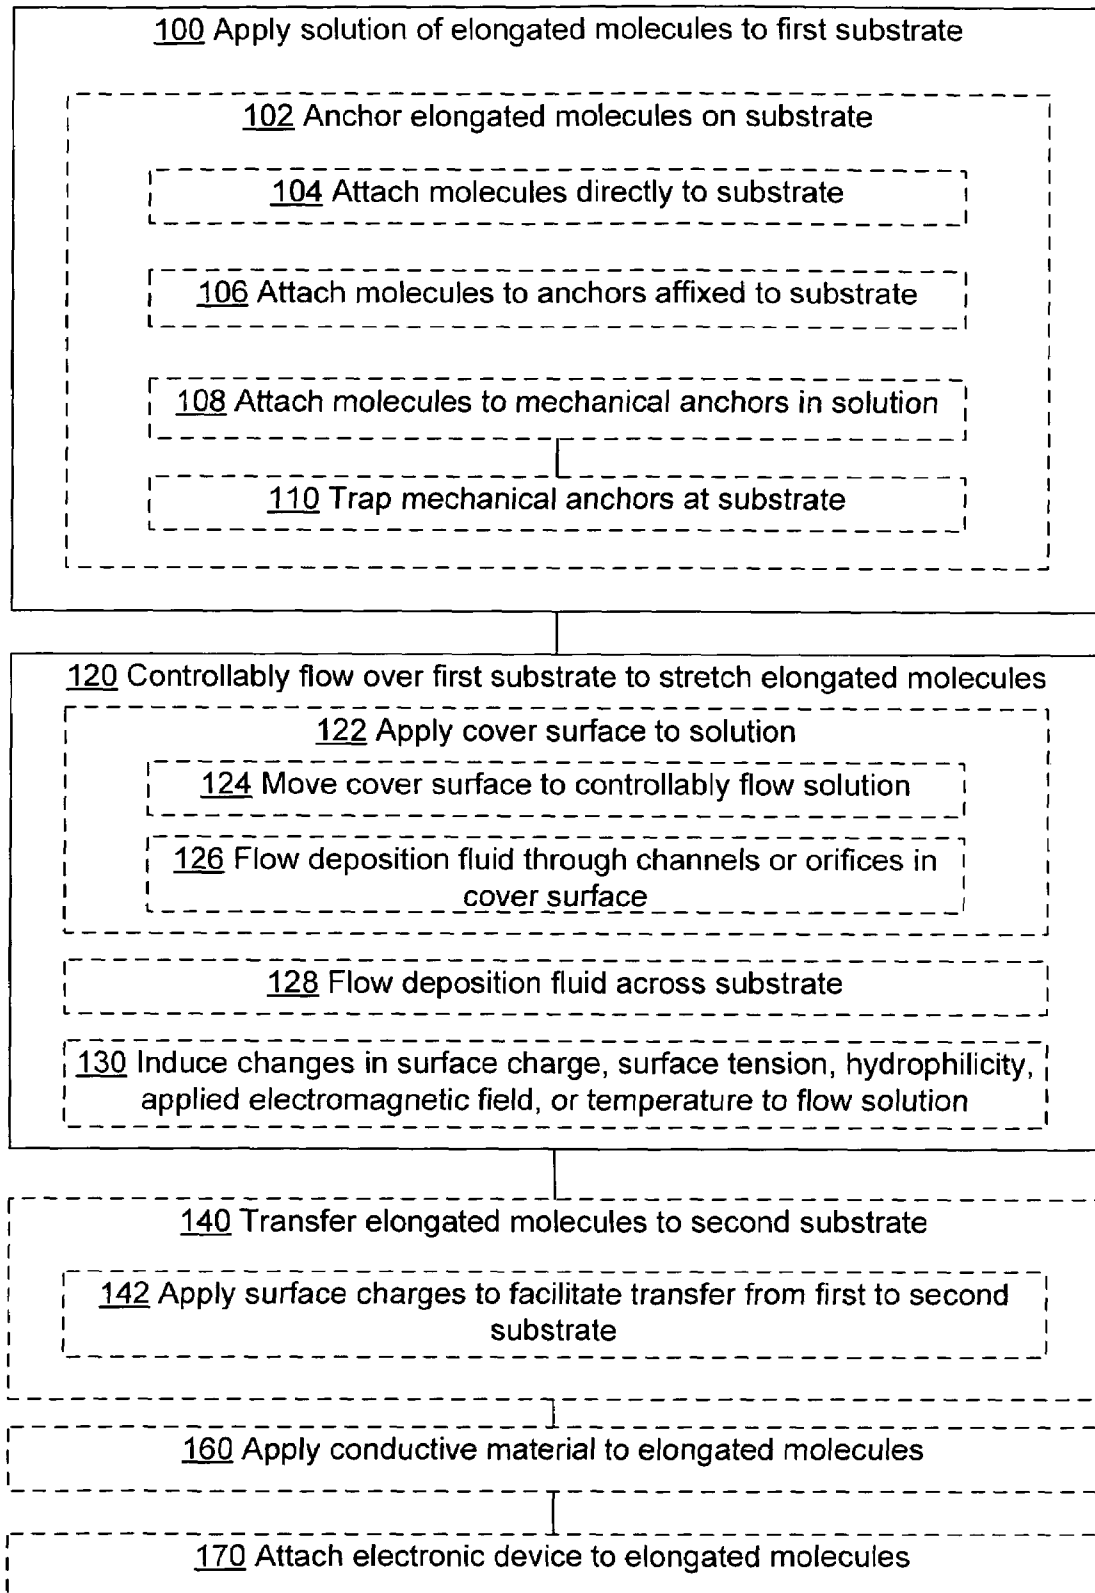 100 Apply solution of elongated molecules to first substrate
102 Anchor elongated molecules on substrate
104 Attach molecules directly to substrate
106 Attach molecules to anchors affixed to substrate
108 Attach molecules to mechanical anchors in solution
110 Trap mechanical anchors at substrate
120 Controllably flow over first substrate to stretch elongated molecules
122 Apply cover surface to solution
124 Move cover surface to controllably flow solution
126 Flow deposition fluid through channels or orifices in
cover surface
128 Flow deposition fluid across substrate
130 Induce changes in surface charge, surface tension, hydrophilicity,
applied electromagnetic field, or temperature to flow solution
140 Transfer elongated molecules to second substrate
142 Apply surface charges to facilitate transfer from first to second
substrate
160 Apply conductive material to elongated molecules
170 Attach electronic device to elongated molecules